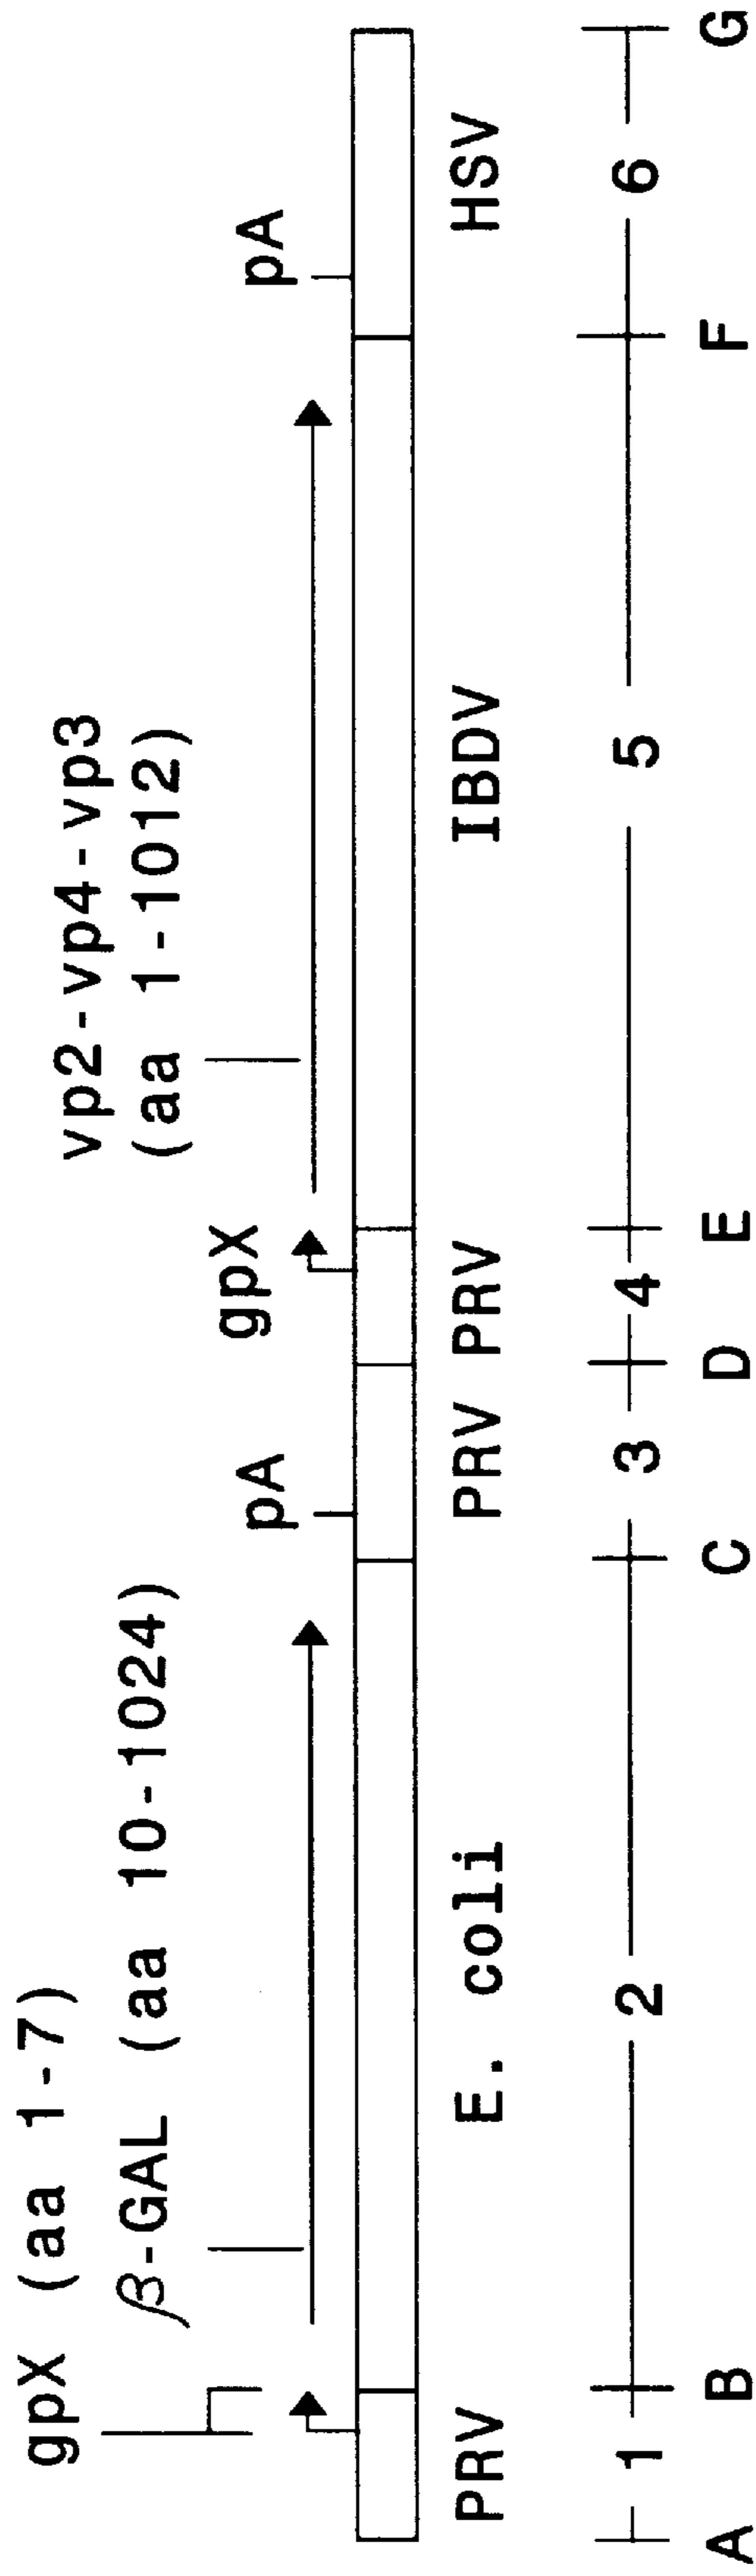 gpX (aa 1-7)
β-GAL (aa 10-1024)
vp2-vp4-vp3
(aa 1-1012)
pA
gpX
pA
PRV
E. coli
PRV
PRV
IBDV
HSV
1
2
3
4
5
6
A
B
C
D
E
F
G